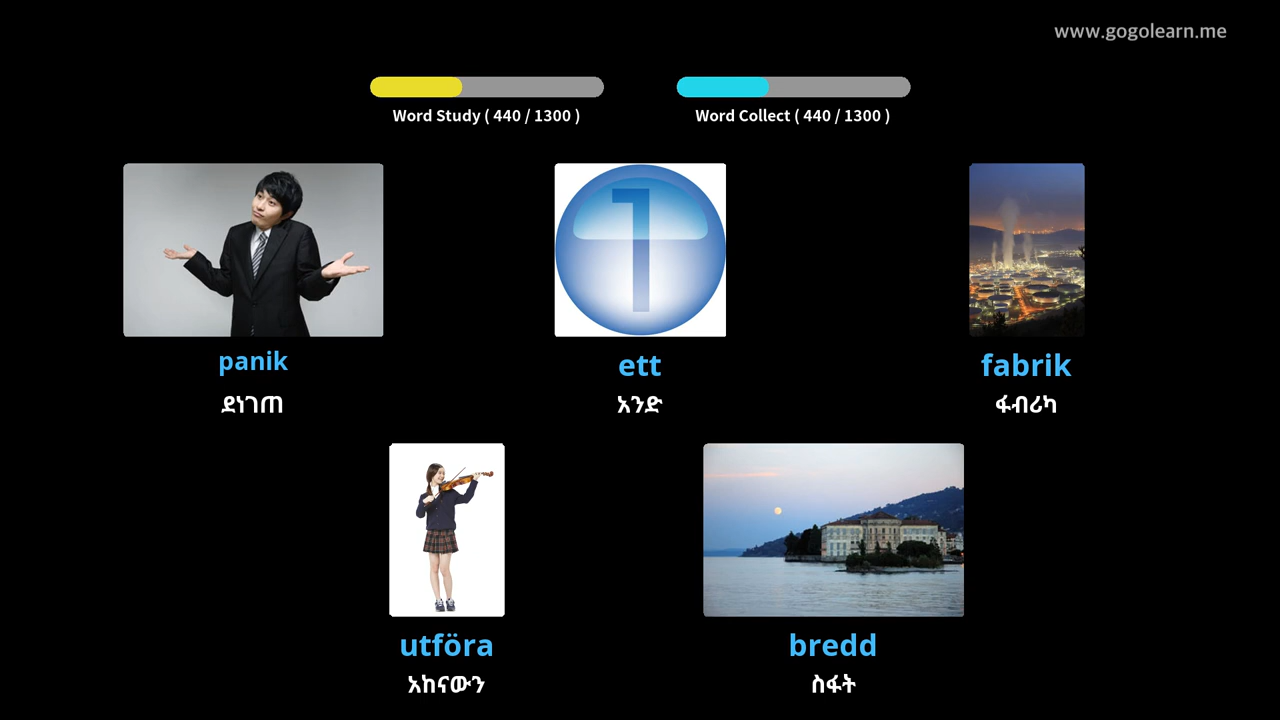 www.gogolearn.me
Word Study ( 440 / 1300 )
Word Collect ( 440 / 1300 )
1
panik
ደነገጠ
ett
አንድ
fabrik
ፋብሪካ
utföra
አከናውን
bredd
ስፋት